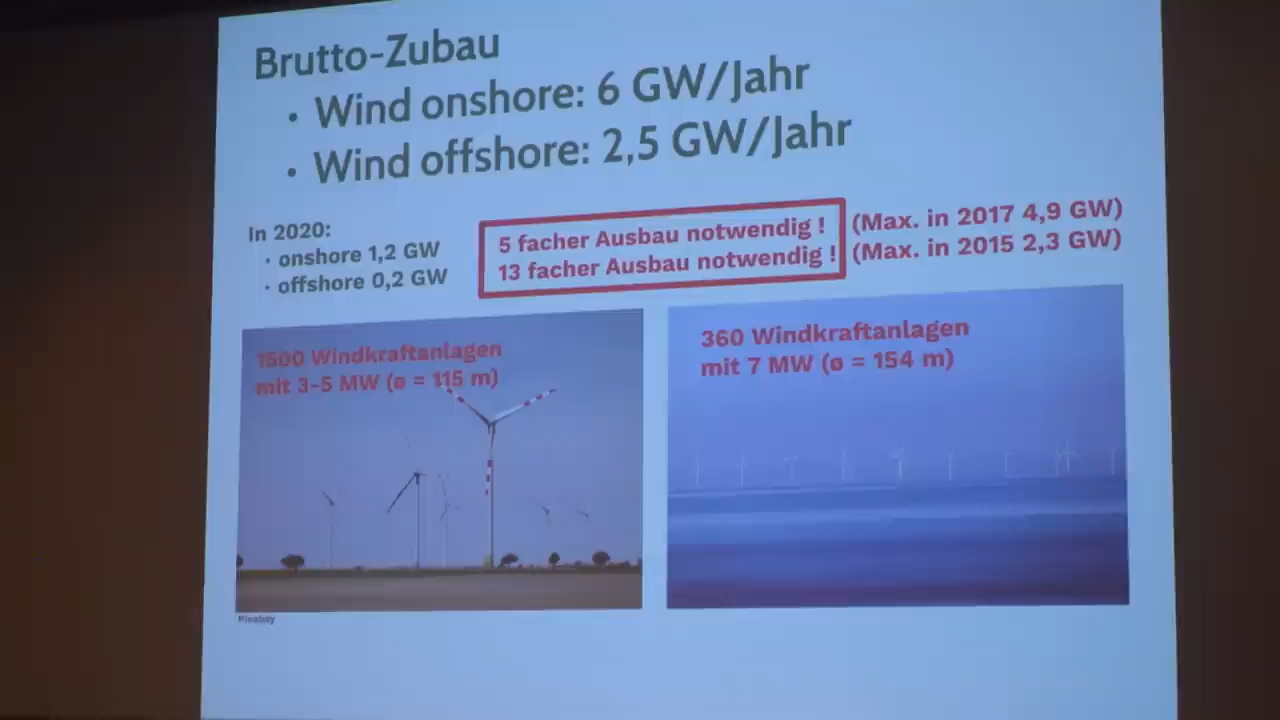 Brutto-Zubau
• Wind onshore: 6 GW/Jahr
• Wind offshore: 2,5 GW/Jahr
In 2020:
• onshore 1,2 GW
• offshore 0,2 GW
5 facher Ausbau notwendig !
13 facher Ausbau notwendig !
(Max. in 2017 4,9 GW)
(Max. in 2015 2,3 GW)
1500 Windkraftanlagen
mit 3-5 MW (ø = 115 m)
360 Windkraftanlagen
mit 7 MW (ø = 154 m)
Pixabay